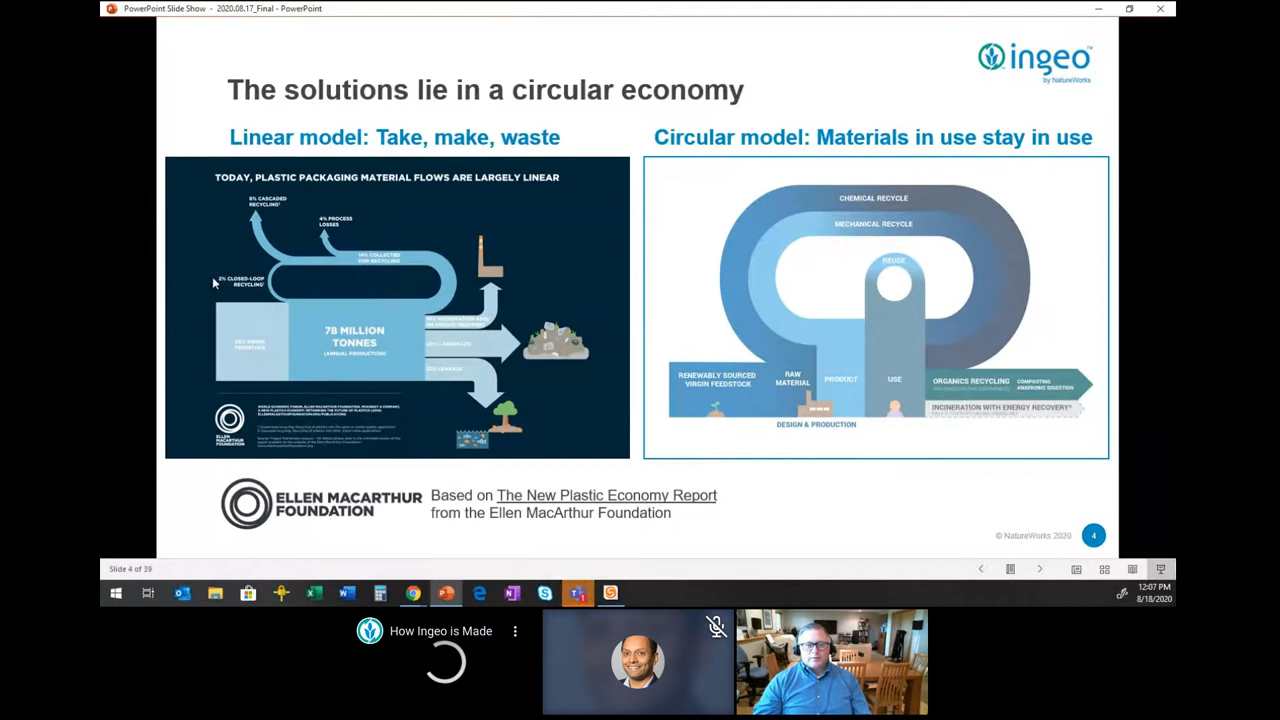 PowerPoint Slide Show - 2020.08.17_Final - PowerPoint
ingeo™
by NatureWorks
The solutions lie in a circular economy
Linear model: Take, make, waste
TODAY, PLASTIC PACKAGING MATERIAL FLOWS ARE LARGELY LINEAR
8% CASCADED
RECYCLING²
4% PROCESS
LOSSES
14% COLLECTED
FOR RECYCLING
2% CLOSED-LOOP
RECYCLING¹
78 MILLION
TONNES
(ANNUAL PRODUCTION)
ELLEN
MACARTHUR
FOUNDATION
Circular model: Materials in use stay in use
CHEMICAL RECYCLE
MECHANICAL RECYCLE
REUSE
RENEWABLY SOURCED
VIRGIN FEEDSTOCK
RAW
MATERIAL
PRODUCT
USE
ORGANICS RECYCLING
COMPOSTING
ANAEROBIC DIGESTION
INCINERATION WITH ENERGY RECOVERY*
DESIGN & PRODUCTION
ELLEN MACARTHUR
FOUNDATION
Based on The New Plastic Economy Report
from the Ellen MacArthur Foundation
© NatureWorks 2020
4
Slide 4 of 39
12:07 PM
8/18/2020
How Ingeo is Made